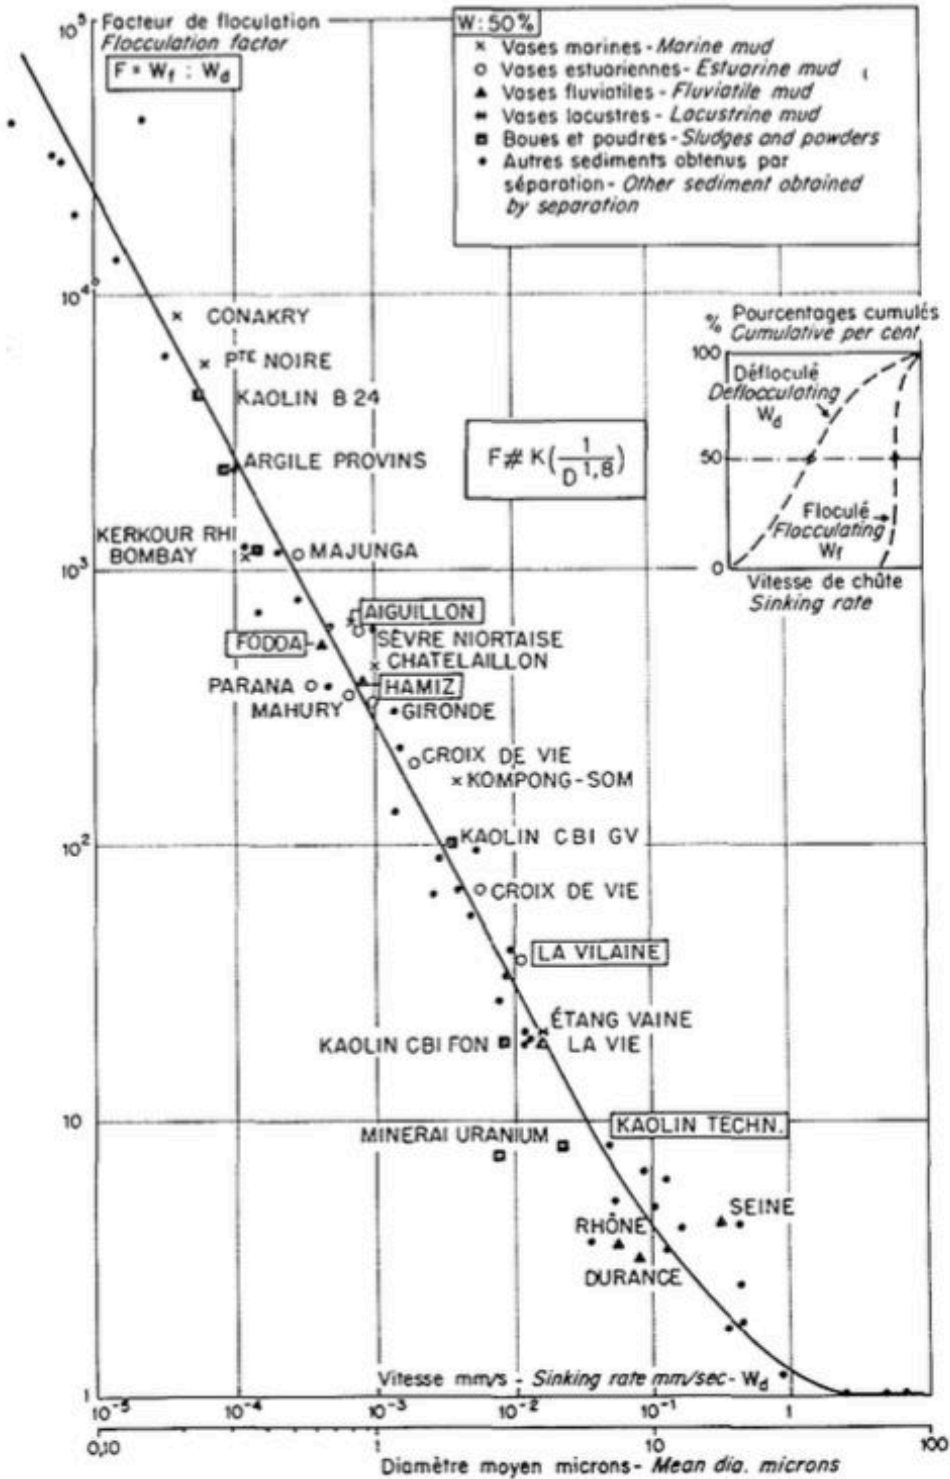 10⁵
Facteur de floculation
Flocculation factor
F = Wf : Wd
W: 50%
× Vases marines - Marine mud
○ Vases estuariennes - Estuarine mud
▲ Vases fluviatiles - Fluviatile mud
Vases lacustres - Lacustrine mud
Boues et poudres - Sludges and powders
• Autres sediments obtenus par
séparation - Other sediment obtained
by separation
10⁴
CONAKRY
Pᵀᴱ NOIRE
KAOLIN B 24
ARGILE PROVINS
F # K(1/D^1,8)
% Pourcentages cumulés
Cumulative per cent
100
Défloculé
Deflocculating
Wd
50
Floculé
Flocculating
Wf
0
Vitesse de chûte
Sinking rate
KERKOUR RHI
BOMBAY
MAJUNGA
10³
AIGUILLON
FODDA
SÈVRE NIORTAISE
CHATELAILLON
PARANA
HAMIZ
MAHURY
GIRONDE
CROIX DE VIE
KOMPONG-SOM
10²
KAOLIN CBI GV
CROIX DE VIE
LA VILAINE
ÉTANG VAINE
KAOLIN CBI FON
LA VIE
10
KAOLIN TECHN.
MINERAI URANIUM
SEINE
RHÔNE
DURANCE
Vitesse mm/s - Sinking rate mm/sec - Wd
1
10⁻⁵ 10⁻⁴ 10⁻³ 10⁻² 10⁻¹ 1 10
0,10 1 10 100
Diamètre moyen microns - Mean dia. microns